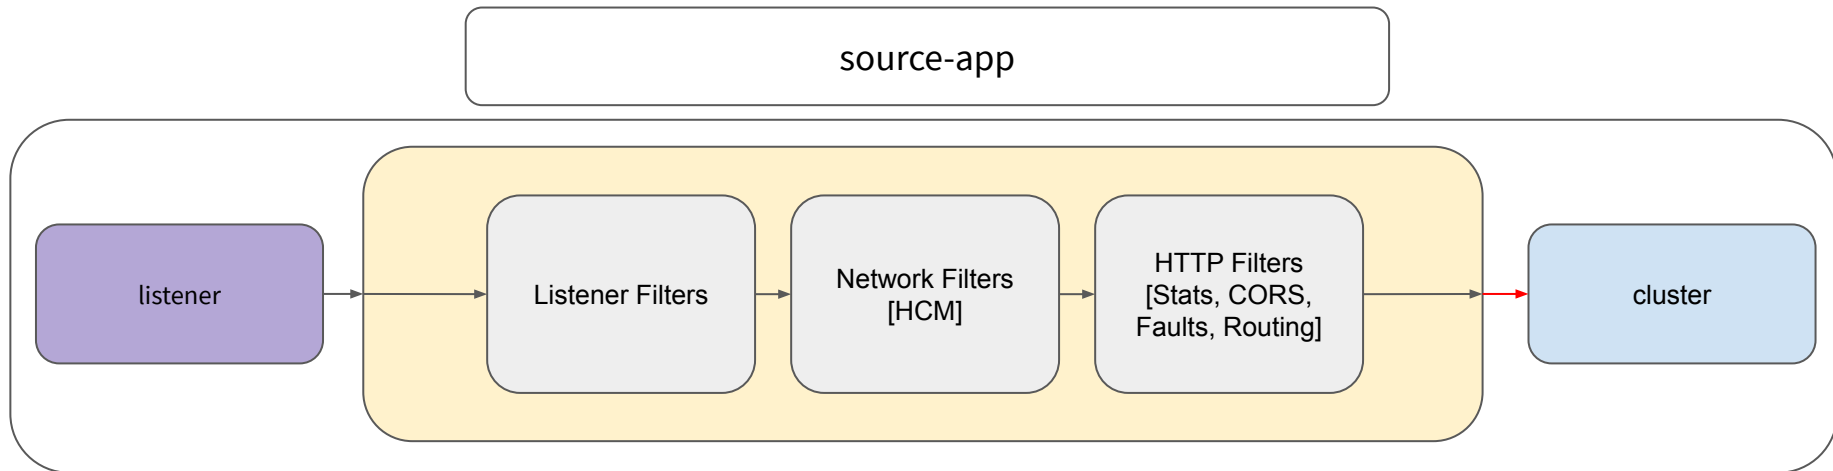 source-app
listener
Listener Filters
Network Filters
[HCM]
HTTP Filters
[Stats, CORS,
Faults, Routing]
cluster